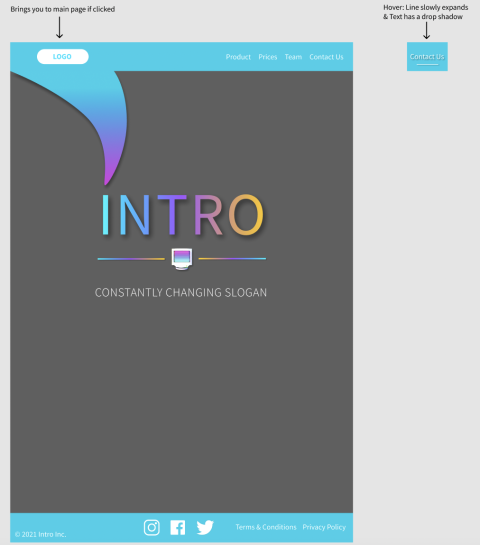 Brings you to main page if clicked
Hover: Line slowly expands
& Text has a drop shadow
LOGO
Product Prices Team Contact Us
Contact Us
INTRO
CONSTANTLY CHANGING SLOGAN
© 2021 Intro Inc.
Terms & Conditions Privacy Policy